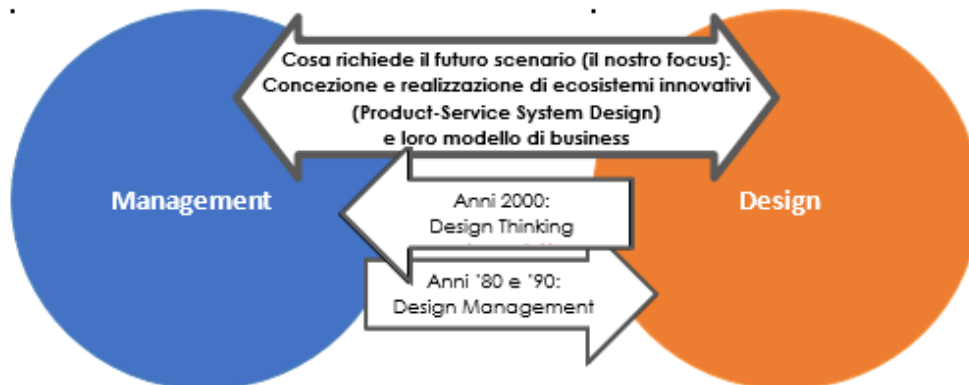 Cosa richiede il futuro scenario (il nostro focus):
Concezione e realizzazione di ecosistemi innovativi
(Product-Service System Design)
e loro modello di business
Management
Design
Anni 2000:
Design Thinking
Anni '80 e '90:
Design Management